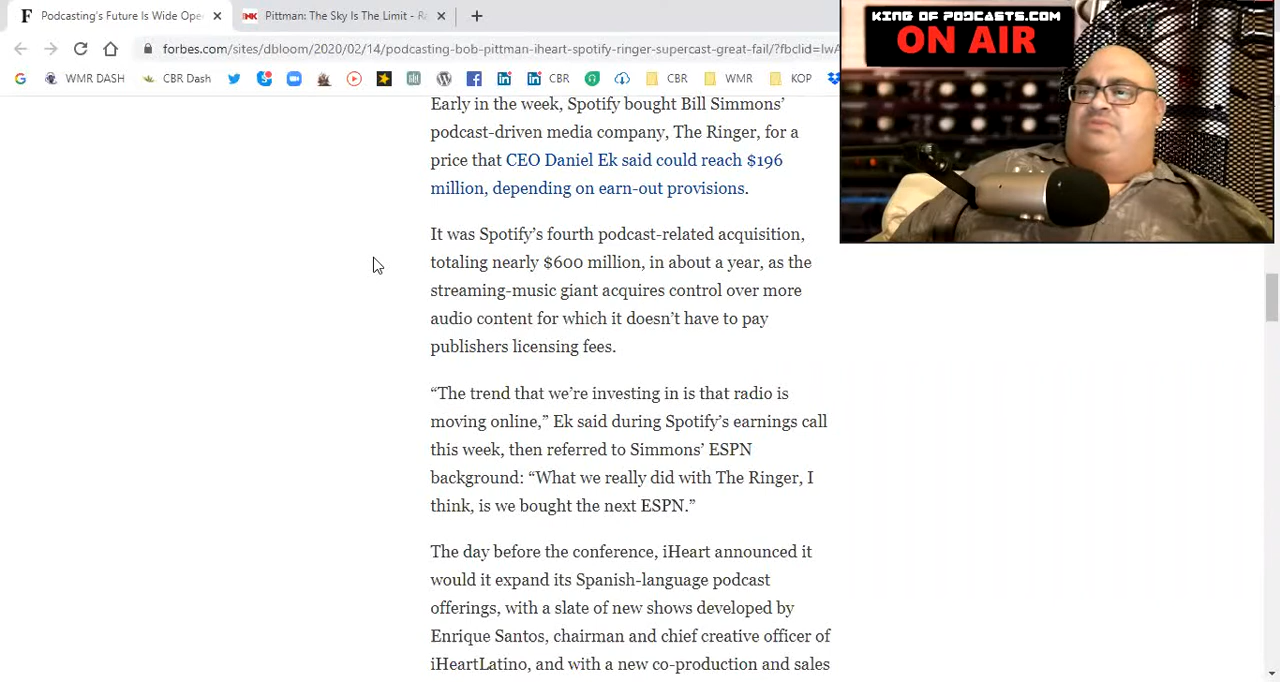 Podcasting's Future Is Wide Ope
Pittman: The Sky Is The Limit - R
forbes.com/sites/dbloom/2020/02/14/podcasting-bob-pittman-iheart-spotify-ringer-supercast-great-fail/?fbclid=IwA
WMR DASH CBR Dash CBR CBR WMR KOP
KING OF PODCASTS.COM
ON AIR
Early in the week, Spotify bought Bill Simmons’
podcast-driven media company, The Ringer, for a
price that CEO Daniel Ek said could reach $196
million, depending on earn-out provisions.
It was Spotify’s fourth podcast-related acquisition,
totaling nearly $600 million, in about a year, as the
streaming-music giant acquires control over more
audio content for which it doesn’t have to pay
publishers licensing fees.
“The trend that we’re investing in is that radio is
moving online,” Ek said during Spotify’s earnings call
this week, then referred to Simmons’ ESPN
background: “What we really did with The Ringer, I
think, is we bought the next ESPN.”
The day before the conference, iHeart announced it
would it expand its Spanish-language podcast
offerings, with a slate of new shows developed by
Enrique Santos, chairman and chief creative officer of
iHeartLatino, and with a new co-production and sales